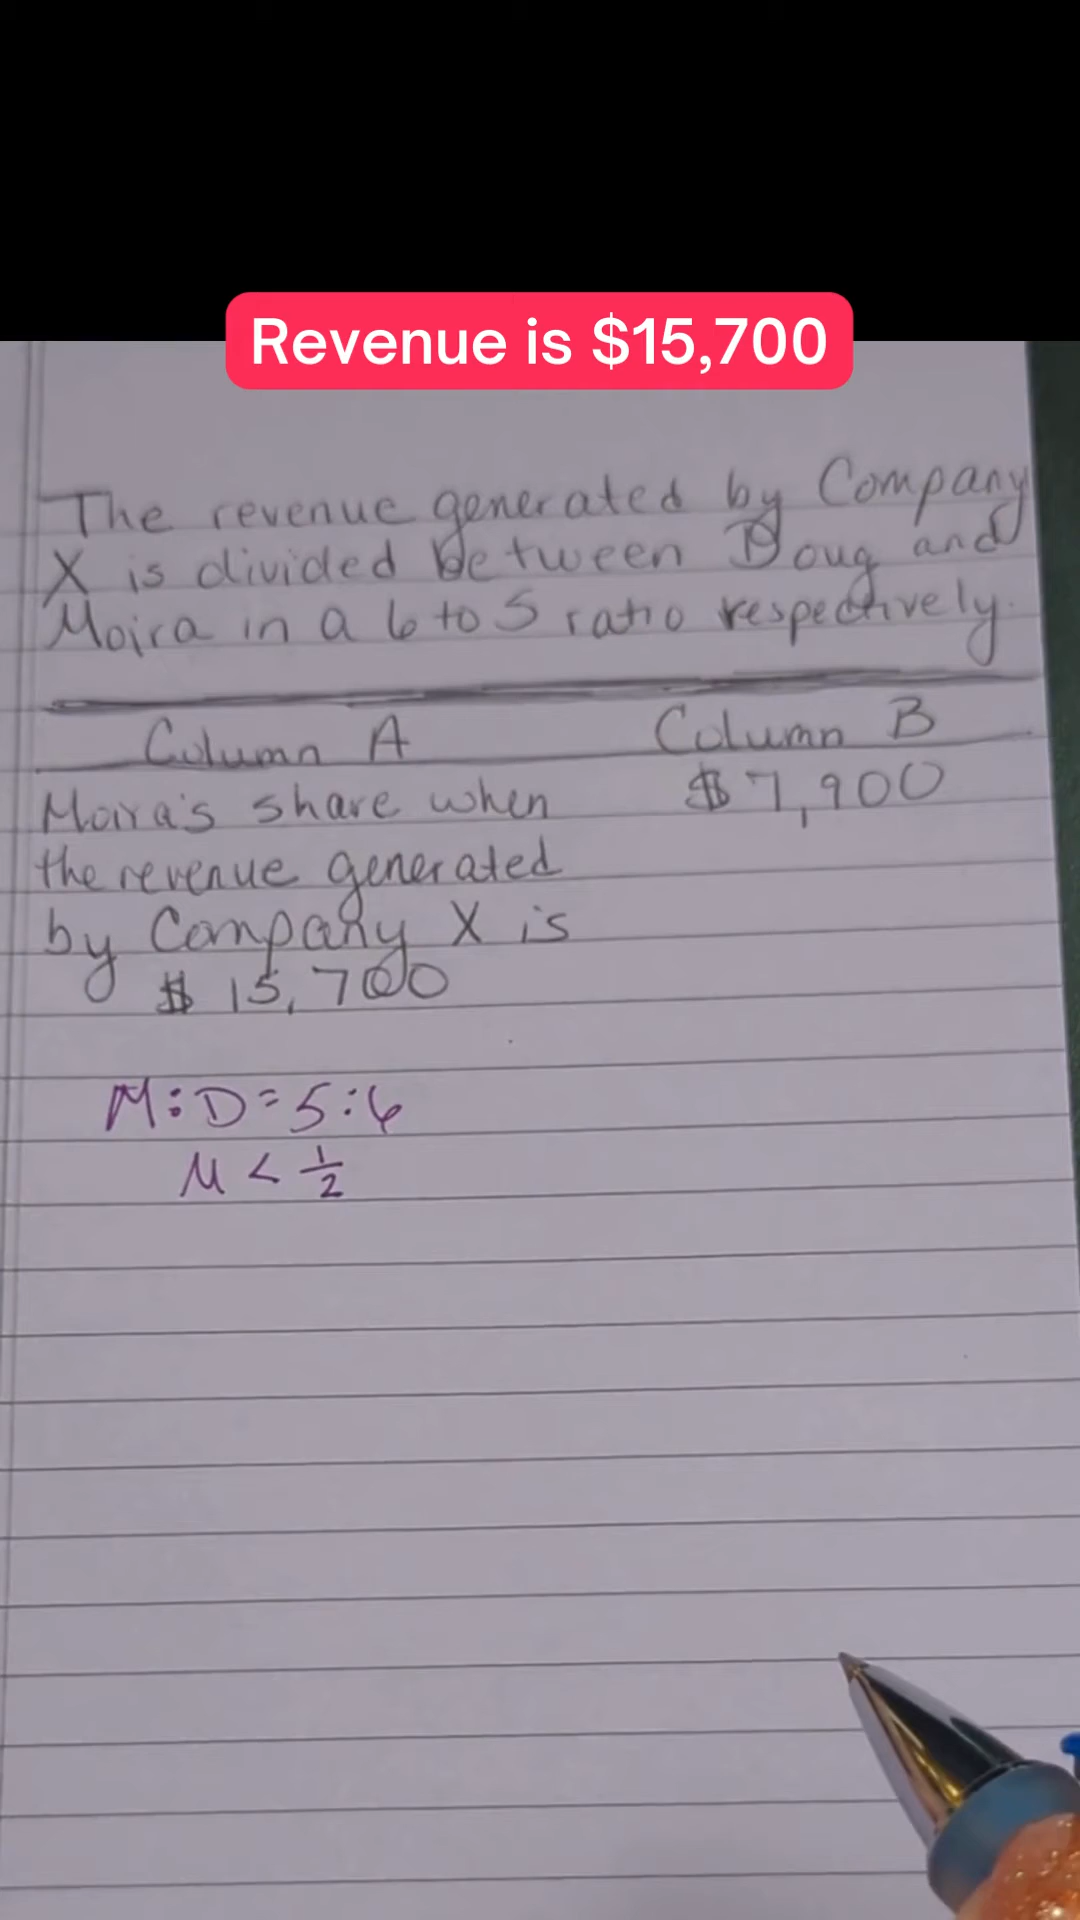 Revenue is $15,700
The revenue generated by Company
X is divided between Doug and
Moira in a 6 to 5 ratio respectively.
Column A Column B
Moira's share when $7,900
the revenue generated
by Company X is
$15,700
M:D=5:6
M < 1/2